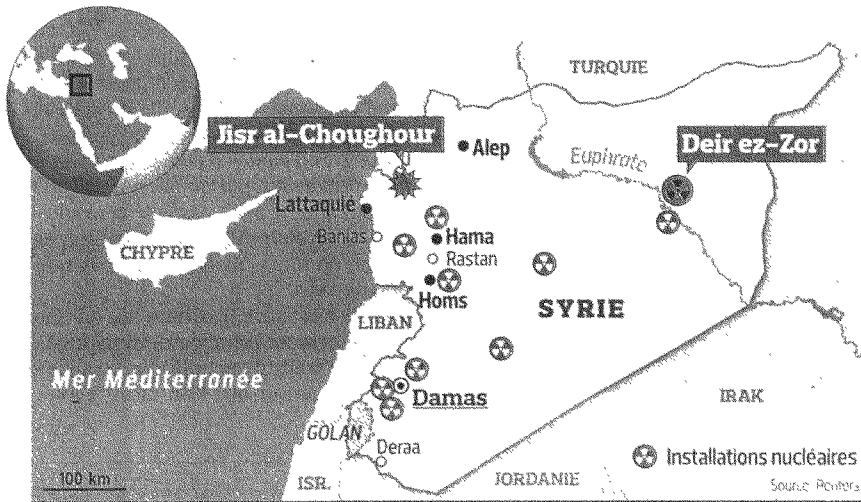 TURQUIE
Jisr al-Choughour
Alep
Euphrate
Deir ez-Zor
Lattaquie
Banias
Hama
Rastan
CHYPRE
Homs
SYRIE
LIBAN
Mer Méditerranée
Damas
IRAK
GOLAN
Deraa
Installations nucléaires
100 km
ISR.
JORDANIE
Source Reuters